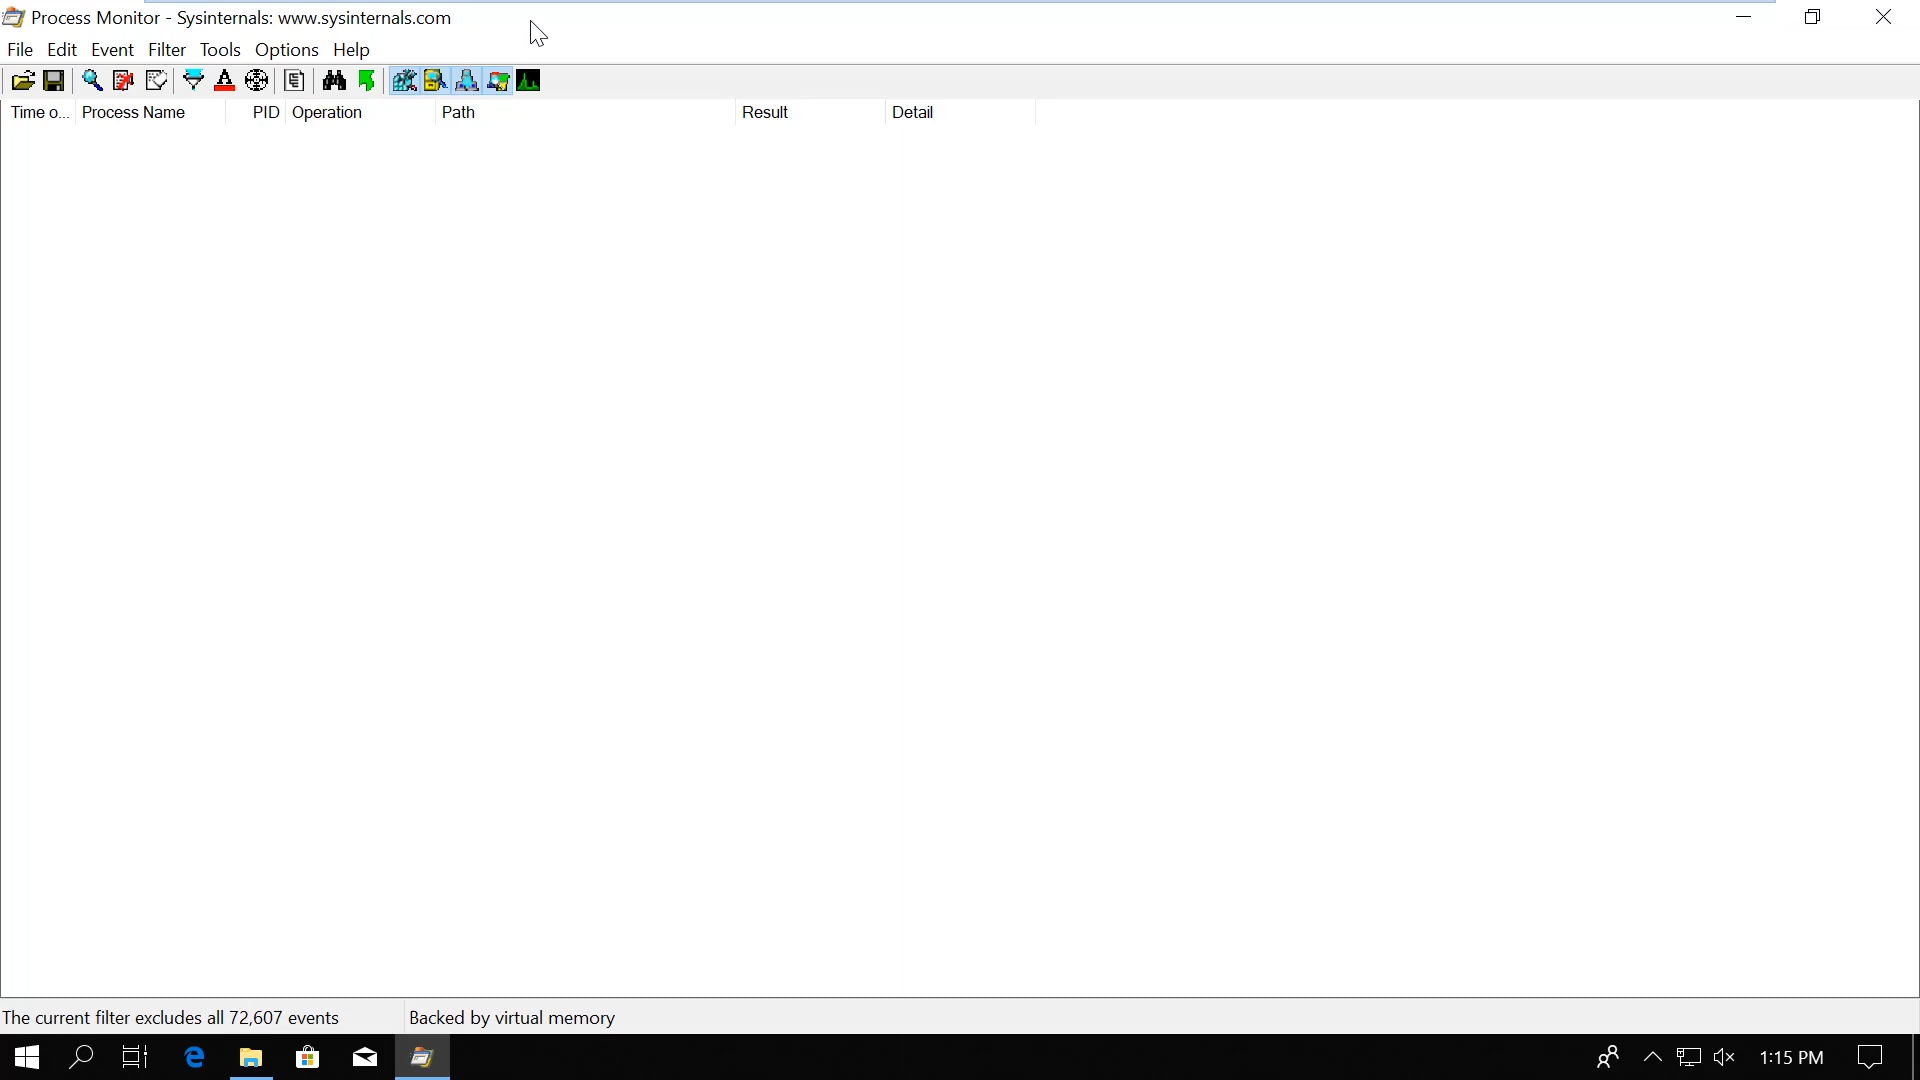 Process Monitor - Sysinternals: www.sysinternals.com
File Edit Event Filter Tools Options Help
Time o... Process Name PID Operation Path Result Detail
The current filter excludes all 72,607 events Backed by virtual memory
1:15 PM